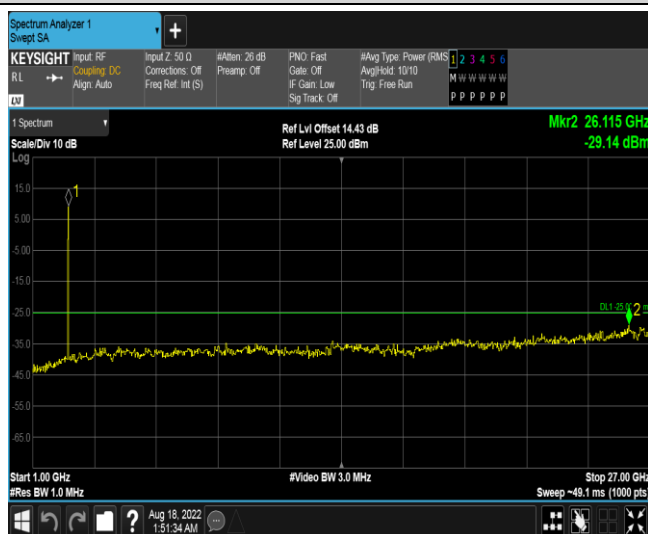 Spectrum Analyzer 1
Swept SA
+
KEYSIGHT
RL
LXI
Input: RF
Coupling: DC
Align: Auto
Input Z: 50 Ω
Corrections: Off
Freq Ref: Int (S)
#Atten: 26 dB
Preamp: Off
PNO: Fast
Gate: Off
IF Gain: Low
Sig Track: Off
#Avg Type: Power (RMS
Avg|Hold: 10/10
Trig: Free Run
1 2 3 4 5 6
M W W W W W
P P P P P P
1 Spectrum
Scale/Div 10 dB
Ref Lvl Offset 14.43 dB
Ref Level 25.00 dBm
Mkr2 26.115 GHz
-29.14 dBm
Log
15.0
5.00
-5.00
-15.0
-25.0
-35.0
-45.0
-55.0
-65.0
1
DL1 -25.0
2
Start 1.00 GHz
#Res BW 1.0 MHz
#Video BW 3.0 MHz
Stop 27.00 GHz
Sweep ~49.1 ms (1000 pts)
?
Aug 18, 2022
1:51:34 AM